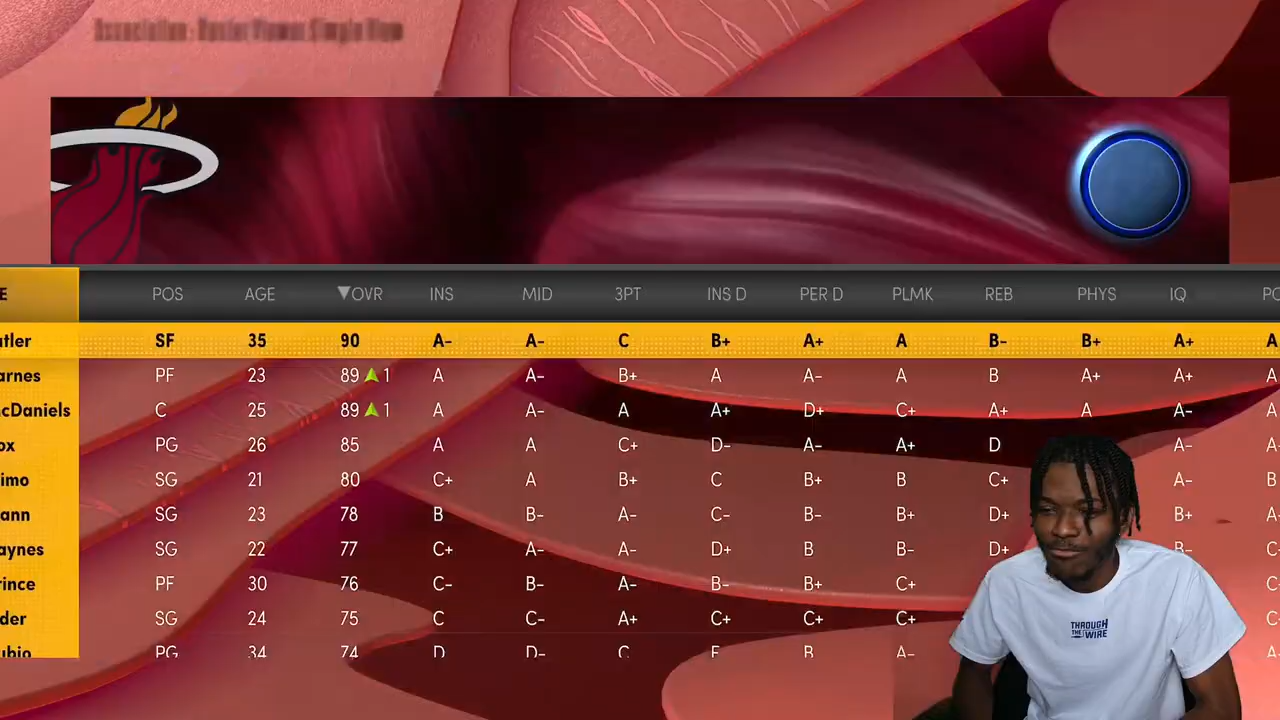 E POS AGE OVR INS MID 3PT INS D PER D PLMK REB PHYS IQ PO
tler SF 35 90 A- A- C B+ A+ A B- B+ A+ A
arnes PF 23 89 1 A A- B+ A A- A B A+ A+ A
cDaniels C 25 89 1 A A- A A+ D+ C+ A+ A A- A
ox PG 26 85 A A C+ D- A- A+ D A- A
imo SG 21 80 C+ A B+ C B+ B C+ A- B
ann SG 23 78 B B- A- C- B- B+ D+ B+ A-
aynes SG 22 77 C+ A- A- D+ B B- D+ B- C
rince PF 30 76 C- B- A- B- B+ C+ C-
der SG 24 75 C C- A+ C+ C+ C+ C-
ubio PG 34 74 D D- C F B A- A-
THROUGH
THE WIRE